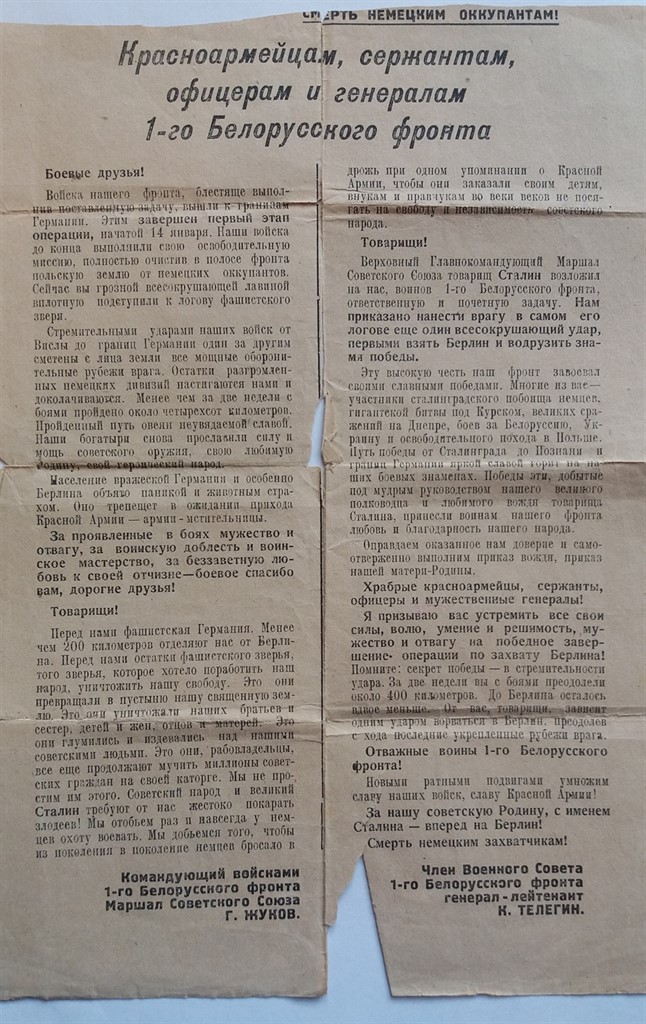 СМЕРТЬ НЕМЕЦКИМ ОККУПАНТАМ!
Красноармейцам, сержантам,
офицерам и генералам
1-го Белорусского фронта
Боевые друзья!
Войска нашего фронта, блестяще выпол-
нив поставленную задачу, вышли к границам
Германии. Этим завершен первый этап
операции, начатой 14 января. Наши войска
до конца выполнили свою освободительную
миссию, полностью очистив в полосе фронта
польскую землю от немецких оккупантов.
Сейчас вы грозной всесокрушающей лавиной
вплотную подступили к логову фашистского
зверя.
Стремительными ударами наших войск от
Вислы до границ Германии один за другим
сметены с лица земли все мощные оборони-
тельные рубежи врага. Остатки разгромлен-
ных немецких дивизий настигаются нами и
доколачиваются. Менее чем за две недели с
боями пройдено около четырехсот километров.
Пройденный путь овеян неувядаемой славой.
Наши богатыри снова прославили силу и
мощь советского оружия, свою любимую
Родину, свой героический народ.
Население вражеской Германии и особенно
Берлина объято паникой и животным стра-
хом. Оно трепещет в ожидании прихода
Красной Армии — армии-мстительницы.
За проявленные в боях мужество и
отвагу, за воинскую доблесть и воин-
ское мастерство, за беззаветную лю-
бовь к своей отчизне—боевое спасибо
вам, дорогие друзья!
Товарищи!
Перед нами фашистская Германия. Менее
чем 200 километров отделяют нас от Берли-
на. Перед нами остатки фашистского зверья,
того зверья, которое хотело поработить наш
народ, уничтожить нашу свободу. Это они
превращали в пустыню нашу священную зем-
лю. Это они уничтожали наших братьев и
сестер, детей и жен, отцов и матерей. Это
они глумились и издевались над нашими
советскими людьми. Это они, рабовладельцы,
все еще продолжают мучить миллионы совет-
ских граждан на своей каторге. Мы не про-
стим им этого. Советский народ и великий
Сталин требуют от нас жестоко покарать
злодеев! Мы отобьем раз и навсегда у нем-
цев охоту воевать. Мы добьемся того, чтобы
из поколения в поколение немцев бросало в
Командующий войсками
1-го Белорусского фронта
Маршал Советского Союза
Г. ЖУКОВ.
дрожь при одном упоминании о Красной
Армии, чтобы они заказали своим детям,
внукам и правнукам во веки веков не пося-
гать на свободу и независимость советского
народа.
Товарищи!
Верховный Главнокомандующий Маршал
Советского Союза товарищ Сталин возложил
на нас, воинов 1-го Белорусского фронта,
ответственную и почетную задачу. Нам
приказано нанести врагу в самом его
логове еще один всесокрушающий удар,
первыми взять Берлин и водрузить зна-
мя победы.
Эту высокую честь наш фронт завоевал
своими славными победами. Многие из вас—
участники сталинградского побоища немцев,
гигантской битвы под Курском, великих сра-
жений на Днепре, боев за Белоруссию, Ук-
раину и освободительного похода в Польше.
Путь победы от Сталинграда до Познани и
границ Германии яркой славой горит на на-
ших боевых знаменах. Победы эти, добытые
под мудрым руководством нашего великого
полководца и любимого вождя товарища
Сталина, принесли воинам нашего фронта
любовь и благодарность нашего народа.
Оправдаем оказанное нам доверие и само-
отверженно выполним приказ вождя, приказ
нашей матери-Родины.
Храбрые красноармейцы, сержанты,
офицеры и мужественные генералы!
Я призываю вас устремить все свои
силы, волю, умение и решимость, му-
жество и отвагу на победное завер-
шение операции по захвату Берлина!
Помните: секрет победы — в стремительности
удара. За две недели вы с боями преодолели
около 400 километров. До Берлина осталось
вдвое меньше. От вас, товарищи, зависит
одним ударом ворваться в Берлин, преодолев
с хода последние укрепленные рубежи врага.
Отважные воины 1-го Белорусского
фронта!
Новыми ратными подвигами умножим
славу наших войск, славу Красной Армии!
За нашу советскую Родину, с именем
Сталина — вперед на Берлин!
Смерть немецким захватчикам!
Член Военного Совета
1-го Белорусского фронта
генерал-лейтенант
К. ТЕЛЕГИН.